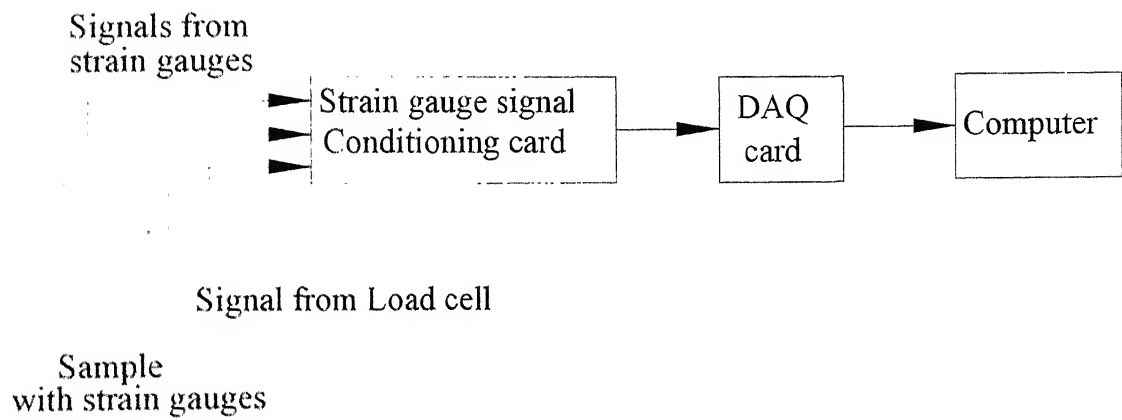 Signals from
strain gauges
Strain gauge signal
Conditioning card
DAQ
card
Computer
Signal from Load cell
Sample
with strain gauges